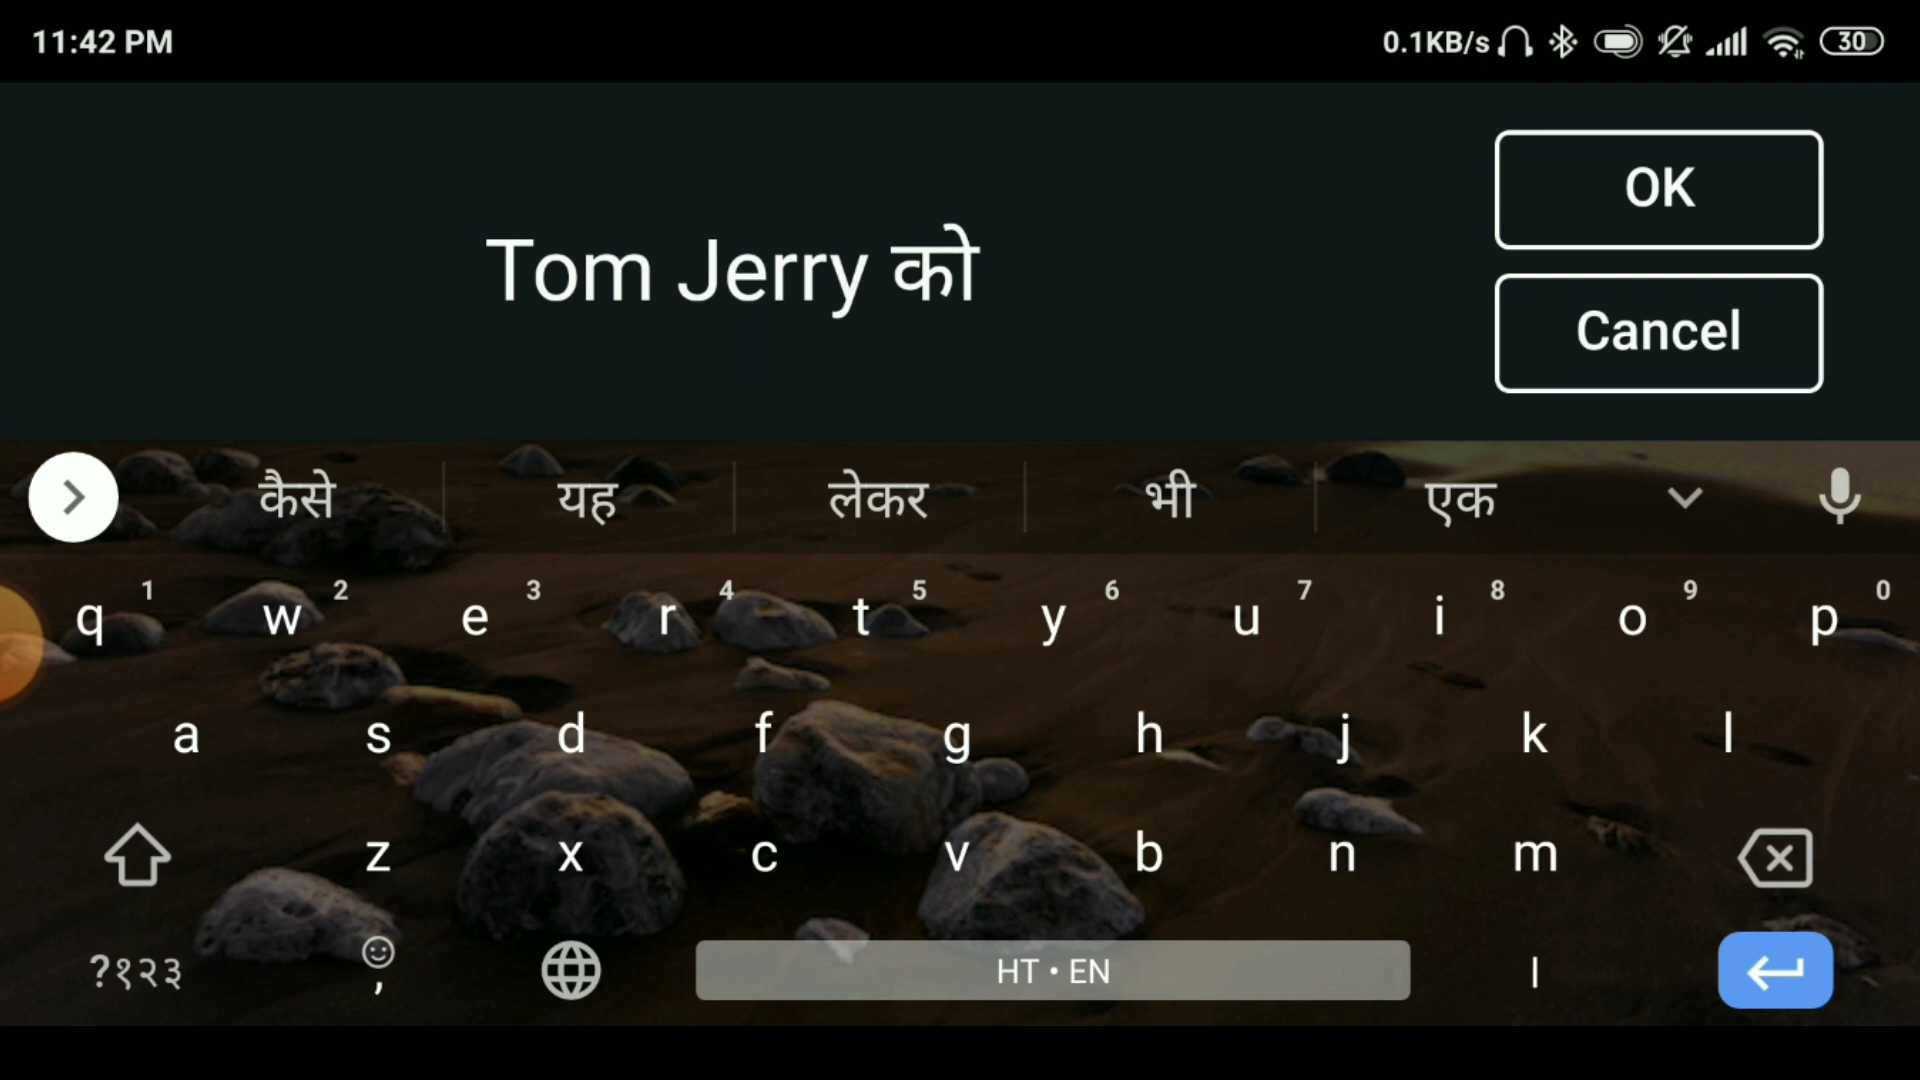 11:42 PM 0.1KB/s 30
OK
Tom Jerry को
Cancel
कैसे यह लेकर भी एक
q 1 w 2 e 3 r 4 t 5 y 6 u 7 i 8 o 9 p 0
a s d f g h j k l
z x c v b n m
?१२३ , HT • EN |